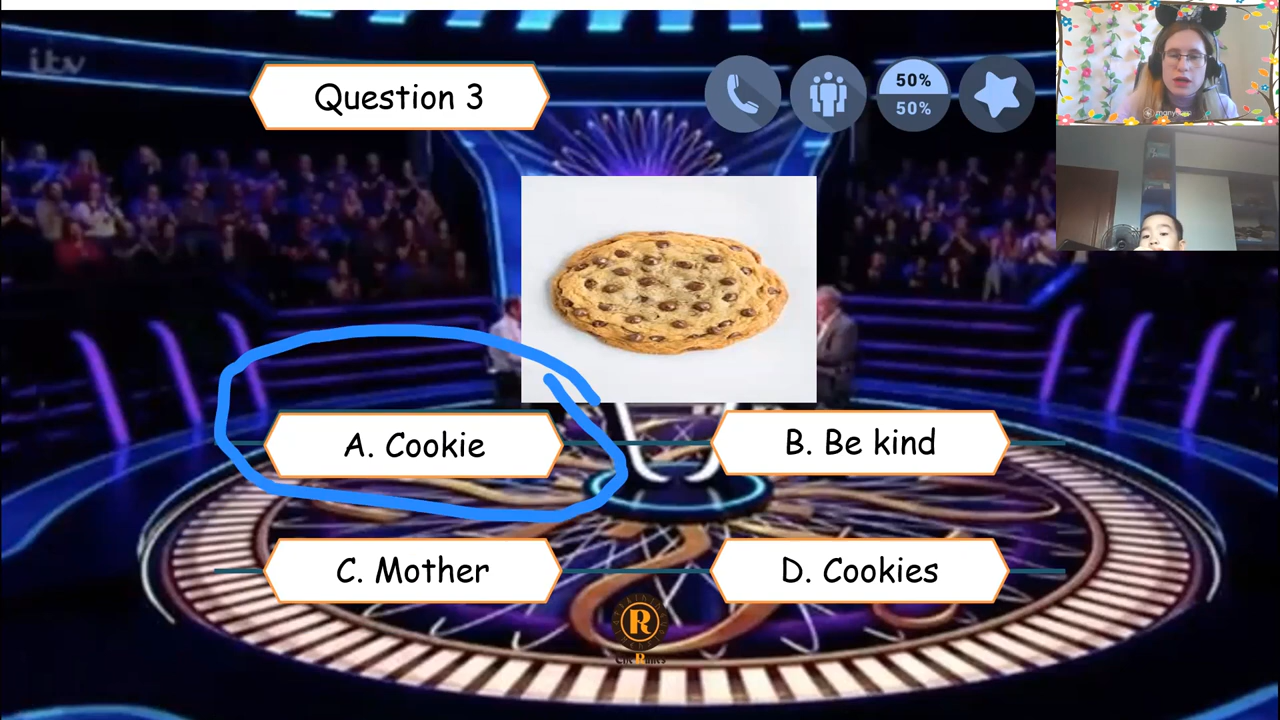 itv
Question 3
50%
50%
A. Cookie
B. Be kind
C. Mother
D. Cookies
R